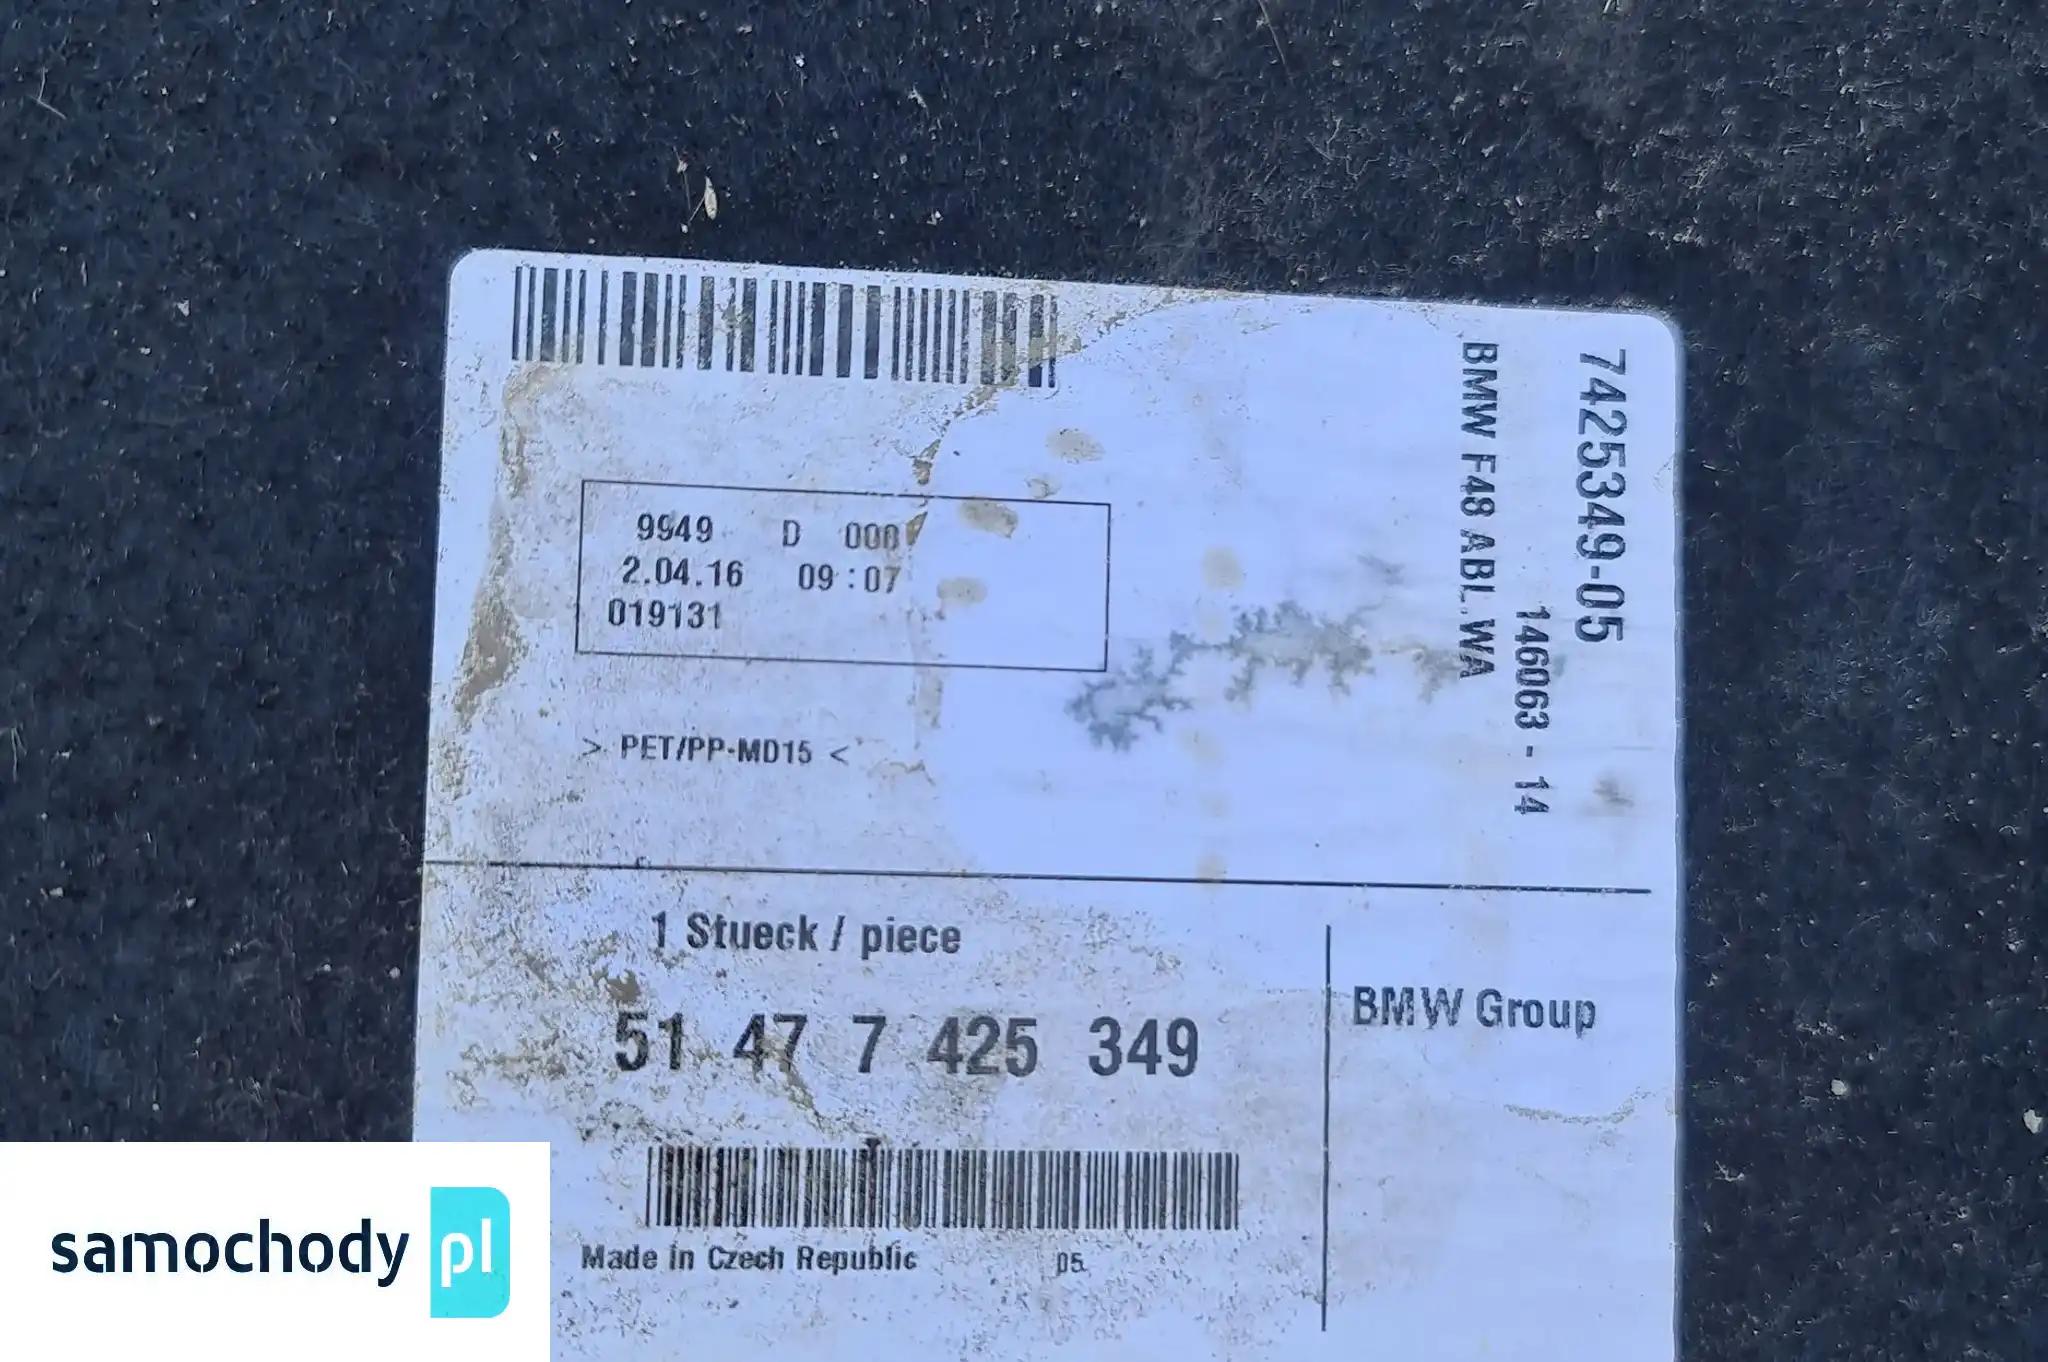 7425349-05
146063 - 14
BMW F48 ABL.WA
9949 D 000
2.04.16 09:07
019131
> PET/PP-MD15 <
1 Stueck / piece
51 47 7 425 349
BMW Group
Made in Czech Republic 05
samochody pl